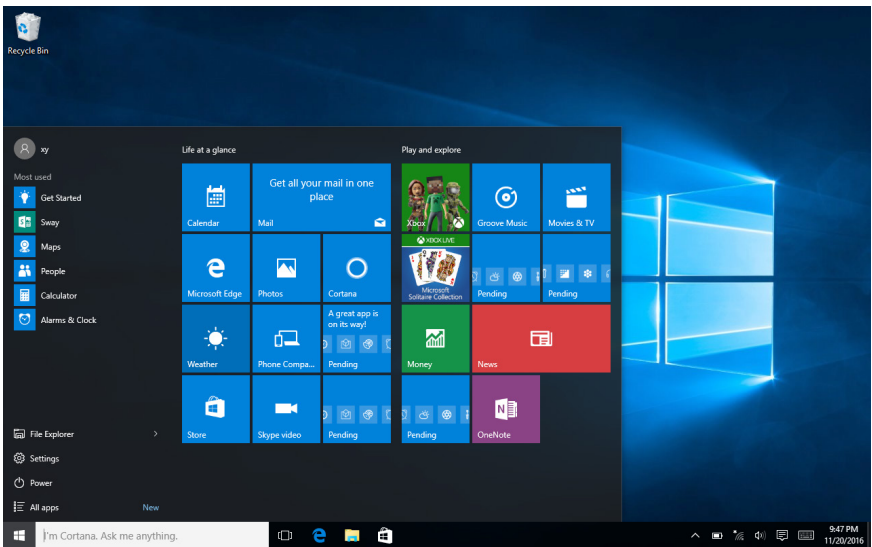 Recycle Bin
xy
Most used
Get Started
Sway
Maps
People
Calculator
Alarms & Clock
File Explorer
Settings
Power
All apps
New
Life at a glance
Calendar
Get all your mail in one
place
Mail
Microsoft Edge
Photos
Cortana
Weather
Phone Compa...
A great app is
on its way!
Pending
Store
Skype video
Pending
Play and explore
Xbox
Groove Music
Movies & TV
XBOX LIVE
Microsoft
Solitaire Collection
Pending
Pending
Money
News
Pending
OneNote
I'm Cortana. Ask me anything.
9:47 PM
11/20/2016